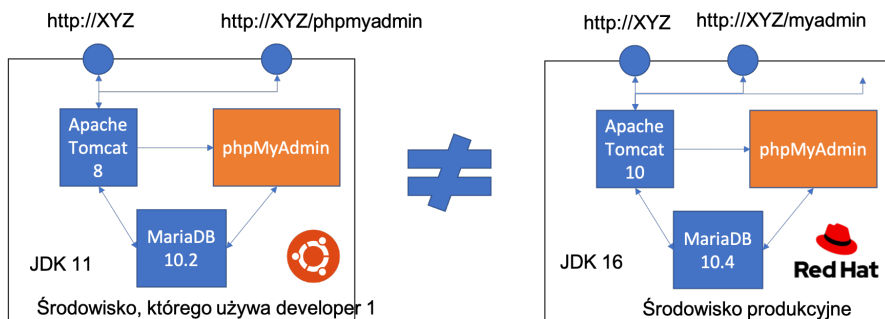 http://XYZ
http://XYZ/phpmyadmin
Apache
Tomcat
8
phpMyAdmin
MariaDB
10.2
JDK 11
Środowisko, którego używa developer 1
http://XYZ
http://XYZ/myadmin
Apache
Tomcat
10
phpMyAdmin
MariaDB
10.4
JDK 16
Red Hat
Środowisko produkcyjne